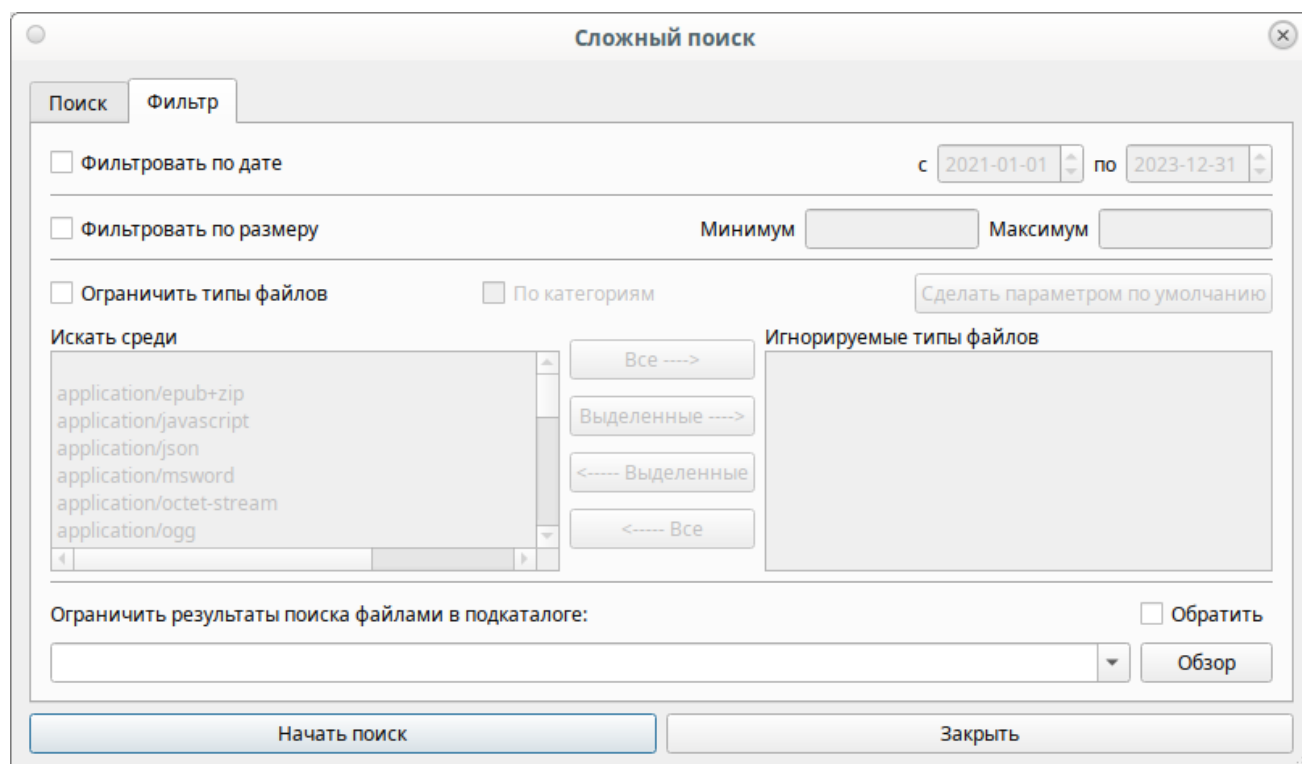 Сложный поиск
Поиск Фильтр
Фильтровать по дате с 2021-01-01 по 2023-12-31
Фильтровать по размеру Минимум Максимум
Ограничить типы файлов По категориям Сделать параметром по умолчанию
Искать среди Игнорируемые типы файлов
Все ---->
application/epub+zip
application/javascript Выделенные ---->
application/json
application/msword <----- Выделенные
application/octet-stream
application/ogg <----- Все
Ограничить результаты поиска файлами в подкаталоге: Обратить
Обзор
Начать поиск Закрыть